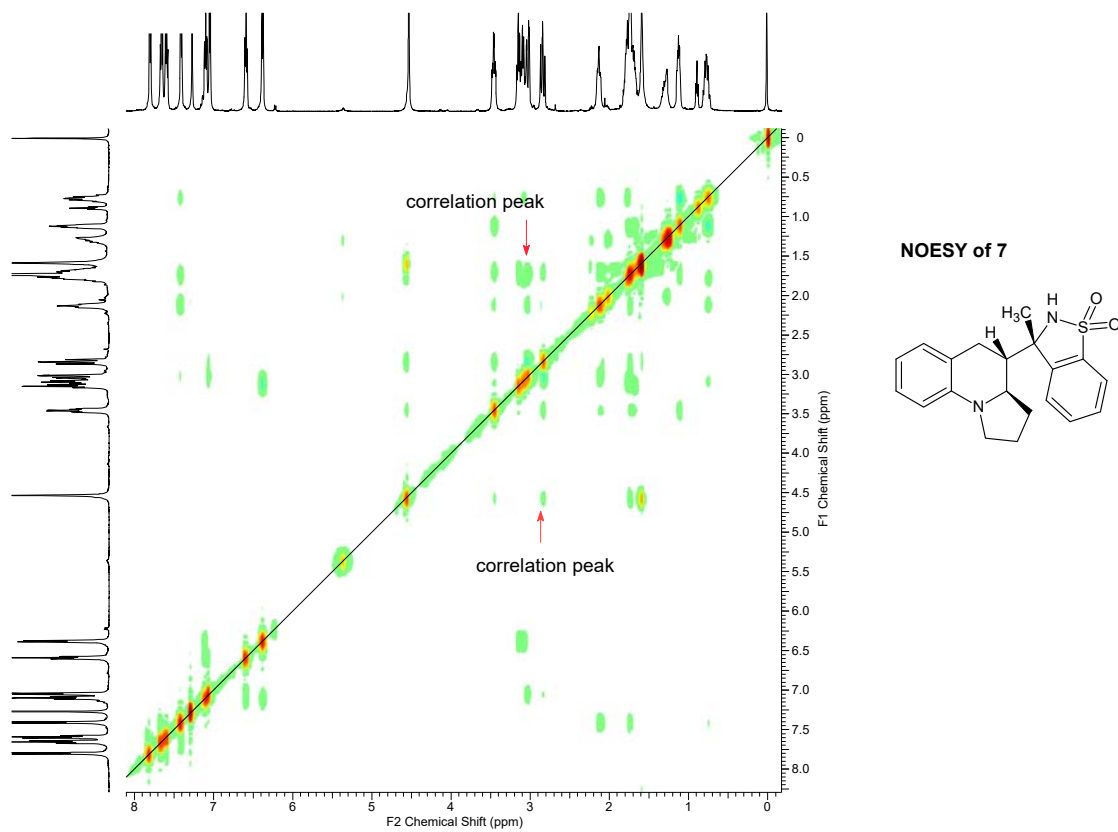 0
0.5
correlation peak
1.0
1.5
2.0
2.5
3.0
3.5
4.0
4.5
5.0
correlation peak
5.5
6.0
6.5
7.0
7.5
8.0
F1 Chemical Shift (ppm)
8 7 6 5 4 3 2 1 0
F2 Chemical Shift (ppm)
NOESY of 7
H O
H₃C N S O
H
N